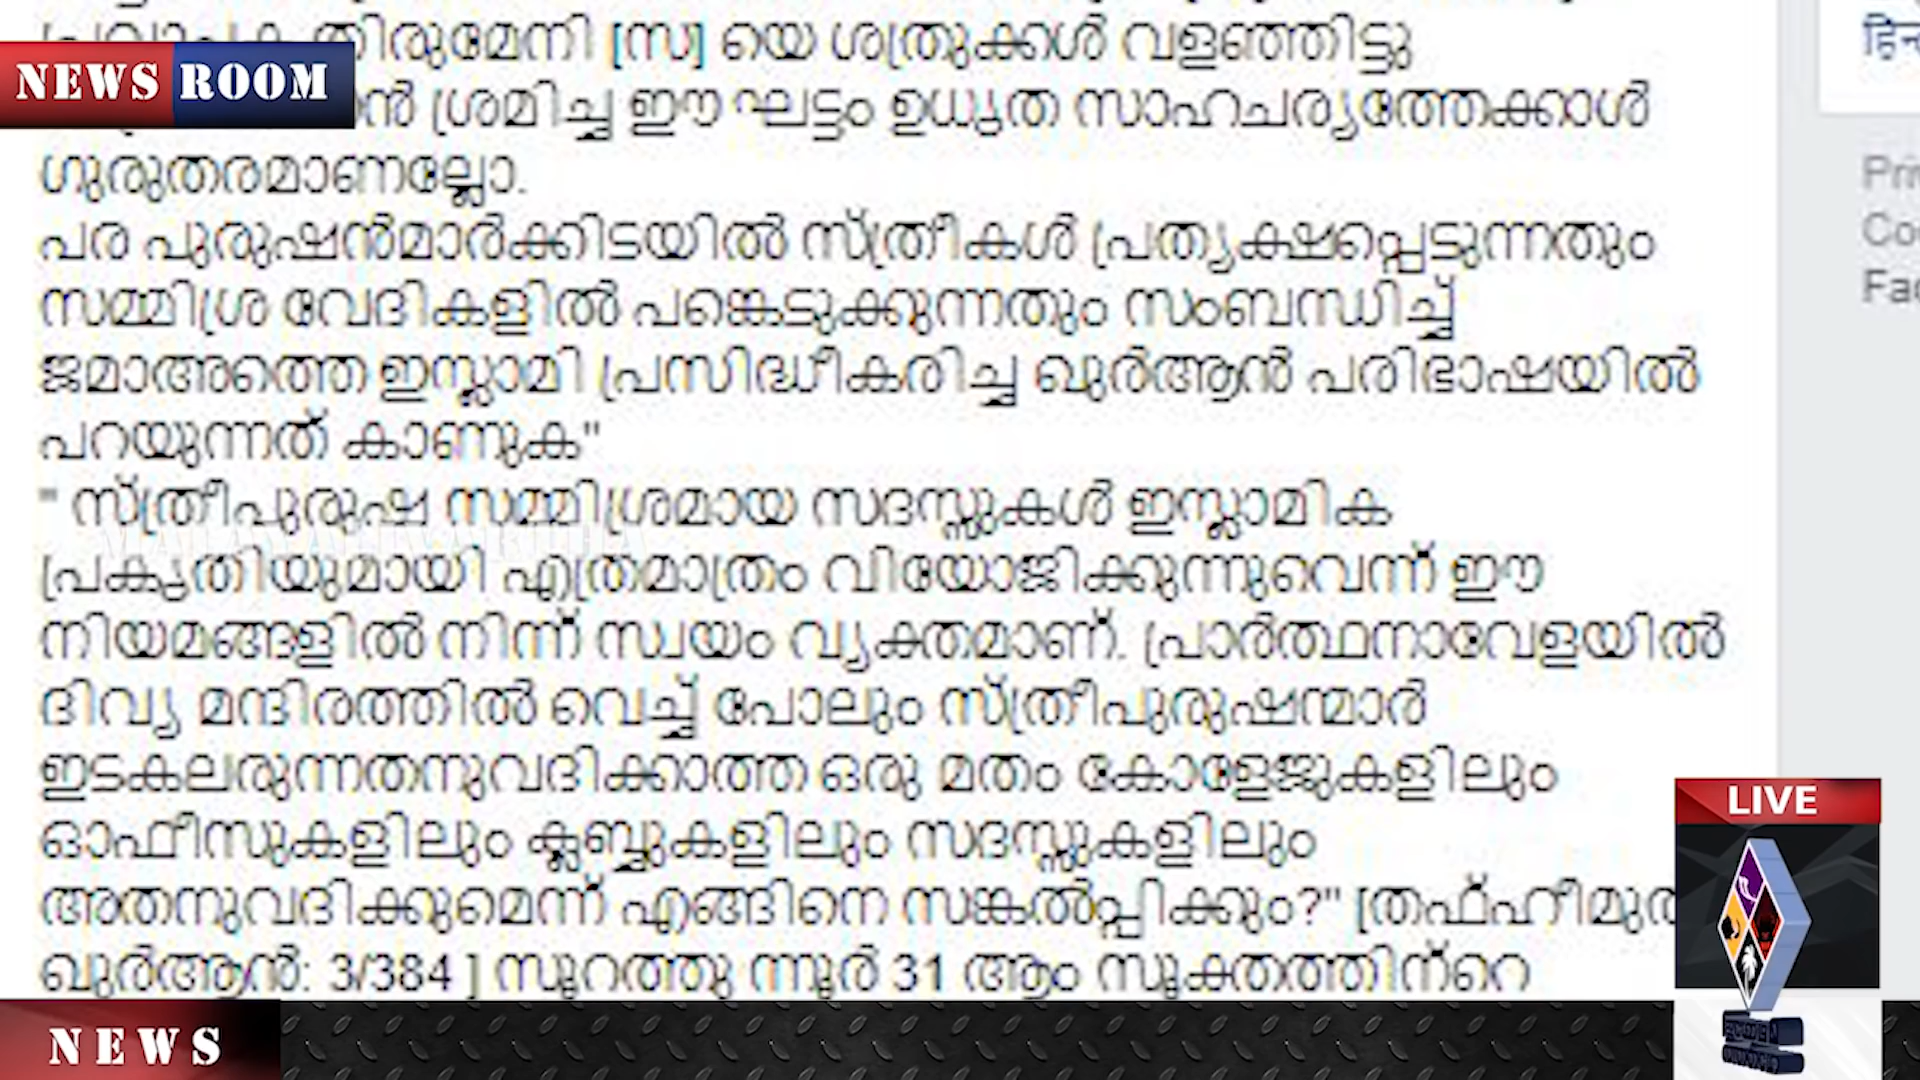 തിരുമേനി [സ] യെ ശത്രുക്കൾ വളഞ്ഞിട്ടു
NEWS ROOM
ശ്രമിച്ച ഈ ഘട്ടം ഉധൃത സാഹചര്യത്തേക്കാൾ
ഗുരുതരമാണല്ലോ.
പര പുരുഷൻമാർക്കിടയിൽ സ്ത്രീകൾ പ്രത്യക്ഷപ്പെടുന്നതും
സമ്മിശ്ര വേദികളിൽ പങ്കെടുക്കുന്നതും സംബന്ധിച്ച്
ജമാഅത്തെ ഇസ്ലാമി പ്രസിദ്ധീകരിച്ച ഖുർആൻ പരിഭാഷയിൽ
പറയുന്നത് കാണുക"
" സ്ത്രീപുരുഷ സമ്മിശ്രമായ സദസ്സുകൾ ഇസ്ലാമിക
പ്രകൃതിയുമായി എത്രമാത്രം വിയോജിക്കുന്നുവെന്ന് ഈ
നിയമങ്ങളിൽ നിന്ന് സ്വയം വ്യക്തമാണ്. പ്രാർത്ഥനാവേളയിൽ
ദിവ്യ മന്ദിരത്തിൽ വെച്ച് പോലും സ്ത്രീപുരുഷന്മാർ
ഇടകലരുന്നതനുവദിക്കാത്ത ഒരു മതം കോളേജുകളിലും
ഓഫീസുകളിലും ക്ലബ്ബുകളിലും സദസ്സുകളിലും
അതനുവദിക്കുമെന്ന് എങ്ങിനെ സങ്കൽപ്പിക്കും?" [തഫ്ഹീമുൽ
ഖുർആൻ: 3/384 ] സൂറത്തു ന്നൂർ 31 ആം സൂക്തത്തിന്റെ
LIVE
NEWS